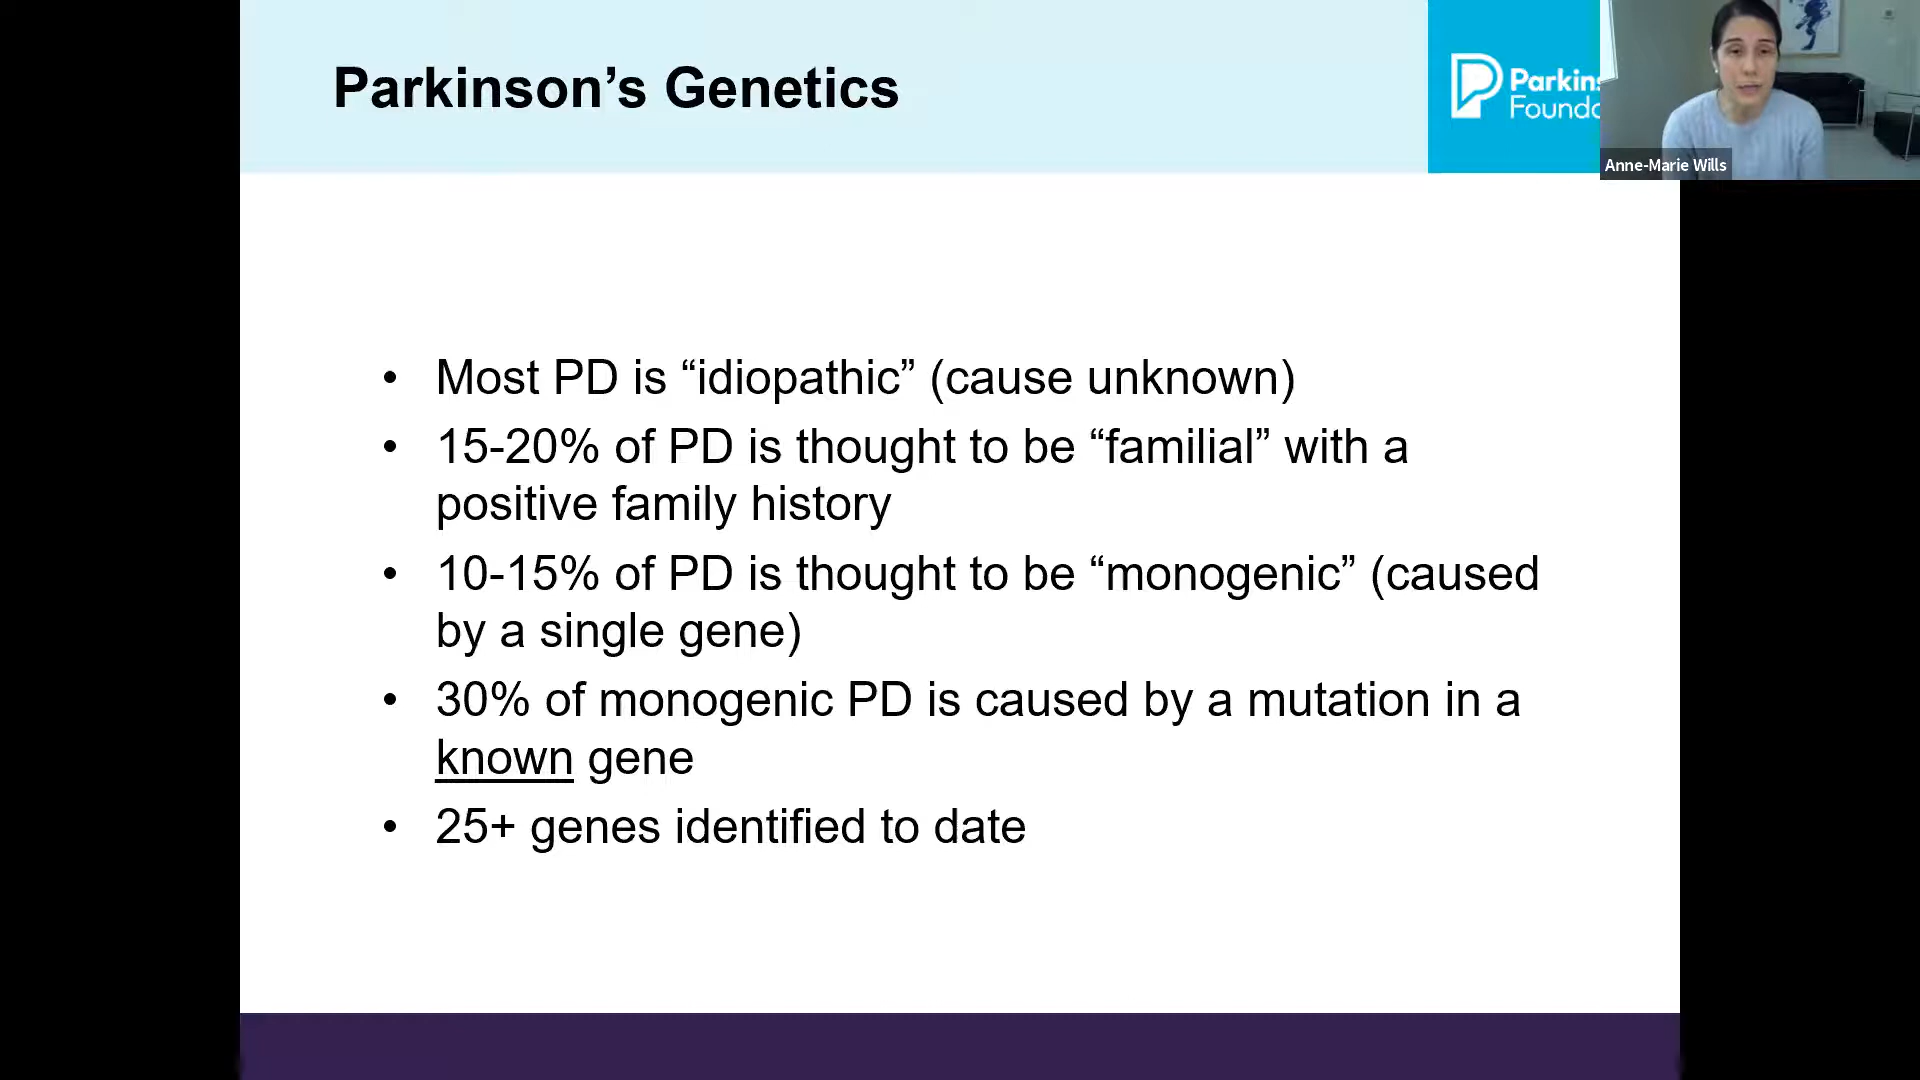 Parkinson’s Genetics
Parkins
Founda
Anne-Marie Wills
• Most PD is “idiopathic” (cause unknown)
• 15-20% of PD is thought to be “familial” with a
positive family history
• 10-15% of PD is thought to be “monogenic” (caused
by a single gene)
• 30% of monogenic PD is caused by a mutation in a
known gene
• 25+ genes identified to date